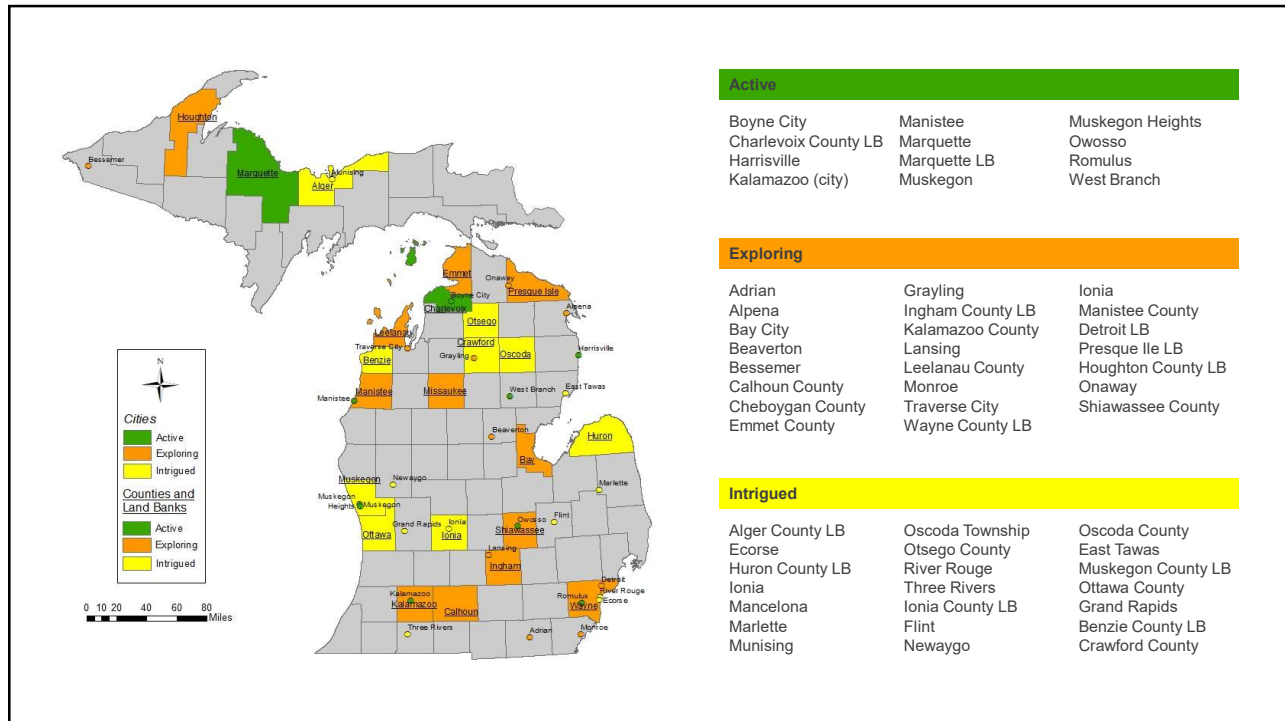 Houghton
Bessemer
Marquette
Munising
Alger
Emmet
Onaway
Presque Isle
Boyne City
Charlevoix
Alpena
Otsego
Leelanau
Traverse City
Crawford
Grayling
Oscoda
Harrisville
Benzie
Manistee
Missaukee
Manistee
West Branch
East Tawas
Beaverton
Huron
Bay
Muskegon
Newaygo
Marlette
Muskegon
Heights
Muskegon
Grand Rapids
Ionia
Owosso
Flint
Ottawa
Ionia
Shiawassee
Lansing
Ingham
Detroit
River Rouge
Kalamazoo
Kalamazoo
Calhoun
Romulus
Wayne
Ecorse
Three Rivers
Adrian
Monroe
N
Cities
Active
Exploring
Intrigued
Counties and
Land Banks
Active
Exploring
Intrigued
0 10 20 40 60 80
Miles
Active
Boyne City Manistee Muskegon Heights
Charlevoix County LB Marquette Owosso
Harrisville Marquette LB Romulus
Kalamazoo (city) Muskegon West Branch
Exploring
Adrian Grayling Ionia
Alpena Ingham County LB Manistee County
Bay City Kalamazoo County Detroit LB
Beaverton Lansing Presque Ile LB
Bessemer Leelanau County Houghton County LB
Calhoun County Monroe Onaway
Cheboygan County Traverse City Shiawassee County
Emmet County Wayne County LB
Intrigued
Alger County LB Oscoda Township Oscoda County
Ecorse Otsego County East Tawas
Huron County LB River Rouge Muskegon County LB
Ionia Three Rivers Ottawa County
Mancelona Ionia County LB Grand Rapids
Marlette Flint Benzie County LB
Munising Newaygo Crawford County